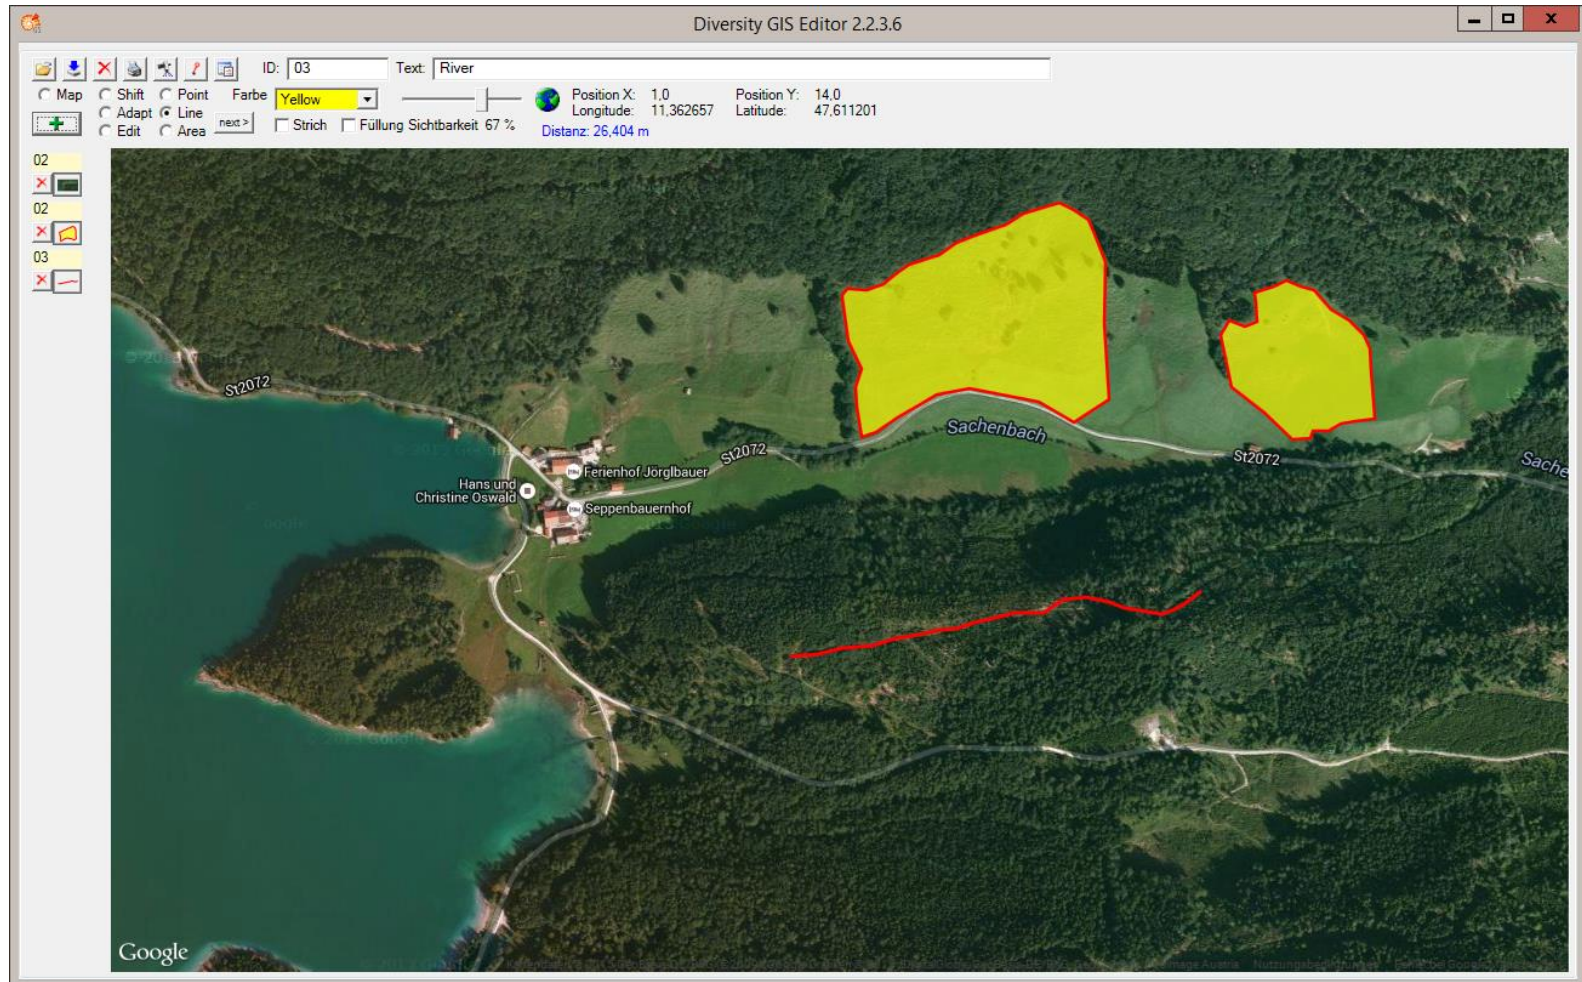 Diversity GIS Editor 2.2.3.6
ID: 03 Text: River
Map Shift Point Farbe Yellow Position X: 1,0 Position Y: 14,0
Adapt Line Longitude: 11,362657 Latitude: 47,611201
Edit Area next > Strich Füllung Sichtbarkeit 67 % Distanz: 26,404 m
02
02
03
St2072
Sachenbach
St2072
St2072
Sache
Ferienhof Jörglbauer
Hans und
Christine Oswald
Seppenbauernhof
Google